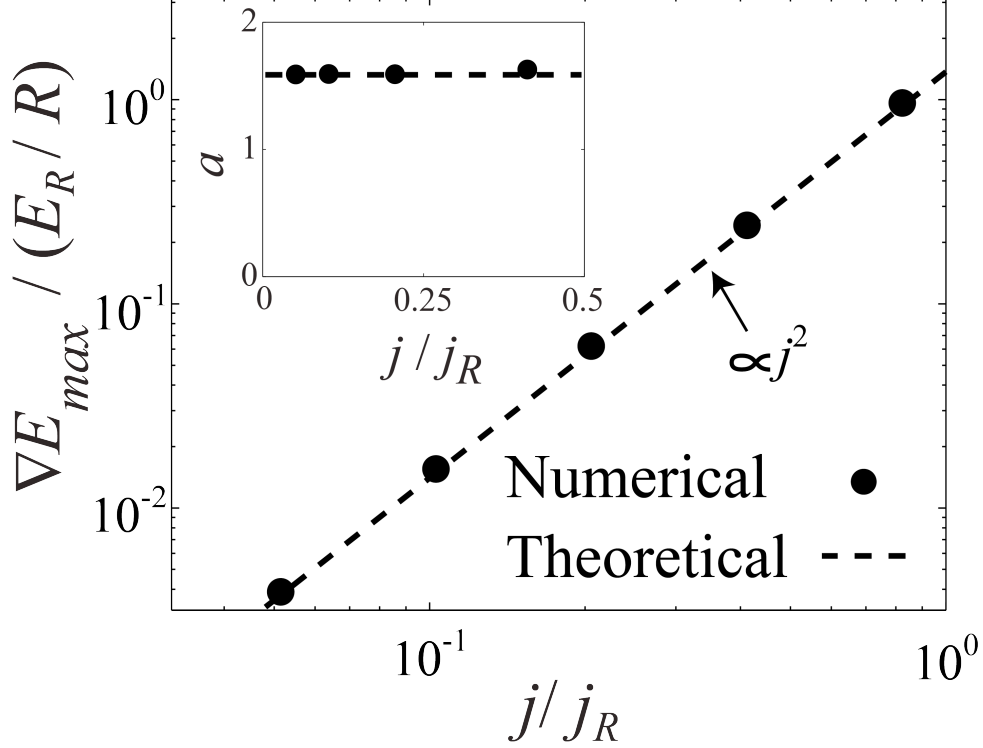 ∇E_max / (E_R / R)
10^0
10^-1
10^-2
2
1
0
a
0
0.25
0.5
j / j_R
∝j^2
Numerical
Theoretical
10^-1
10^0
j / j_R